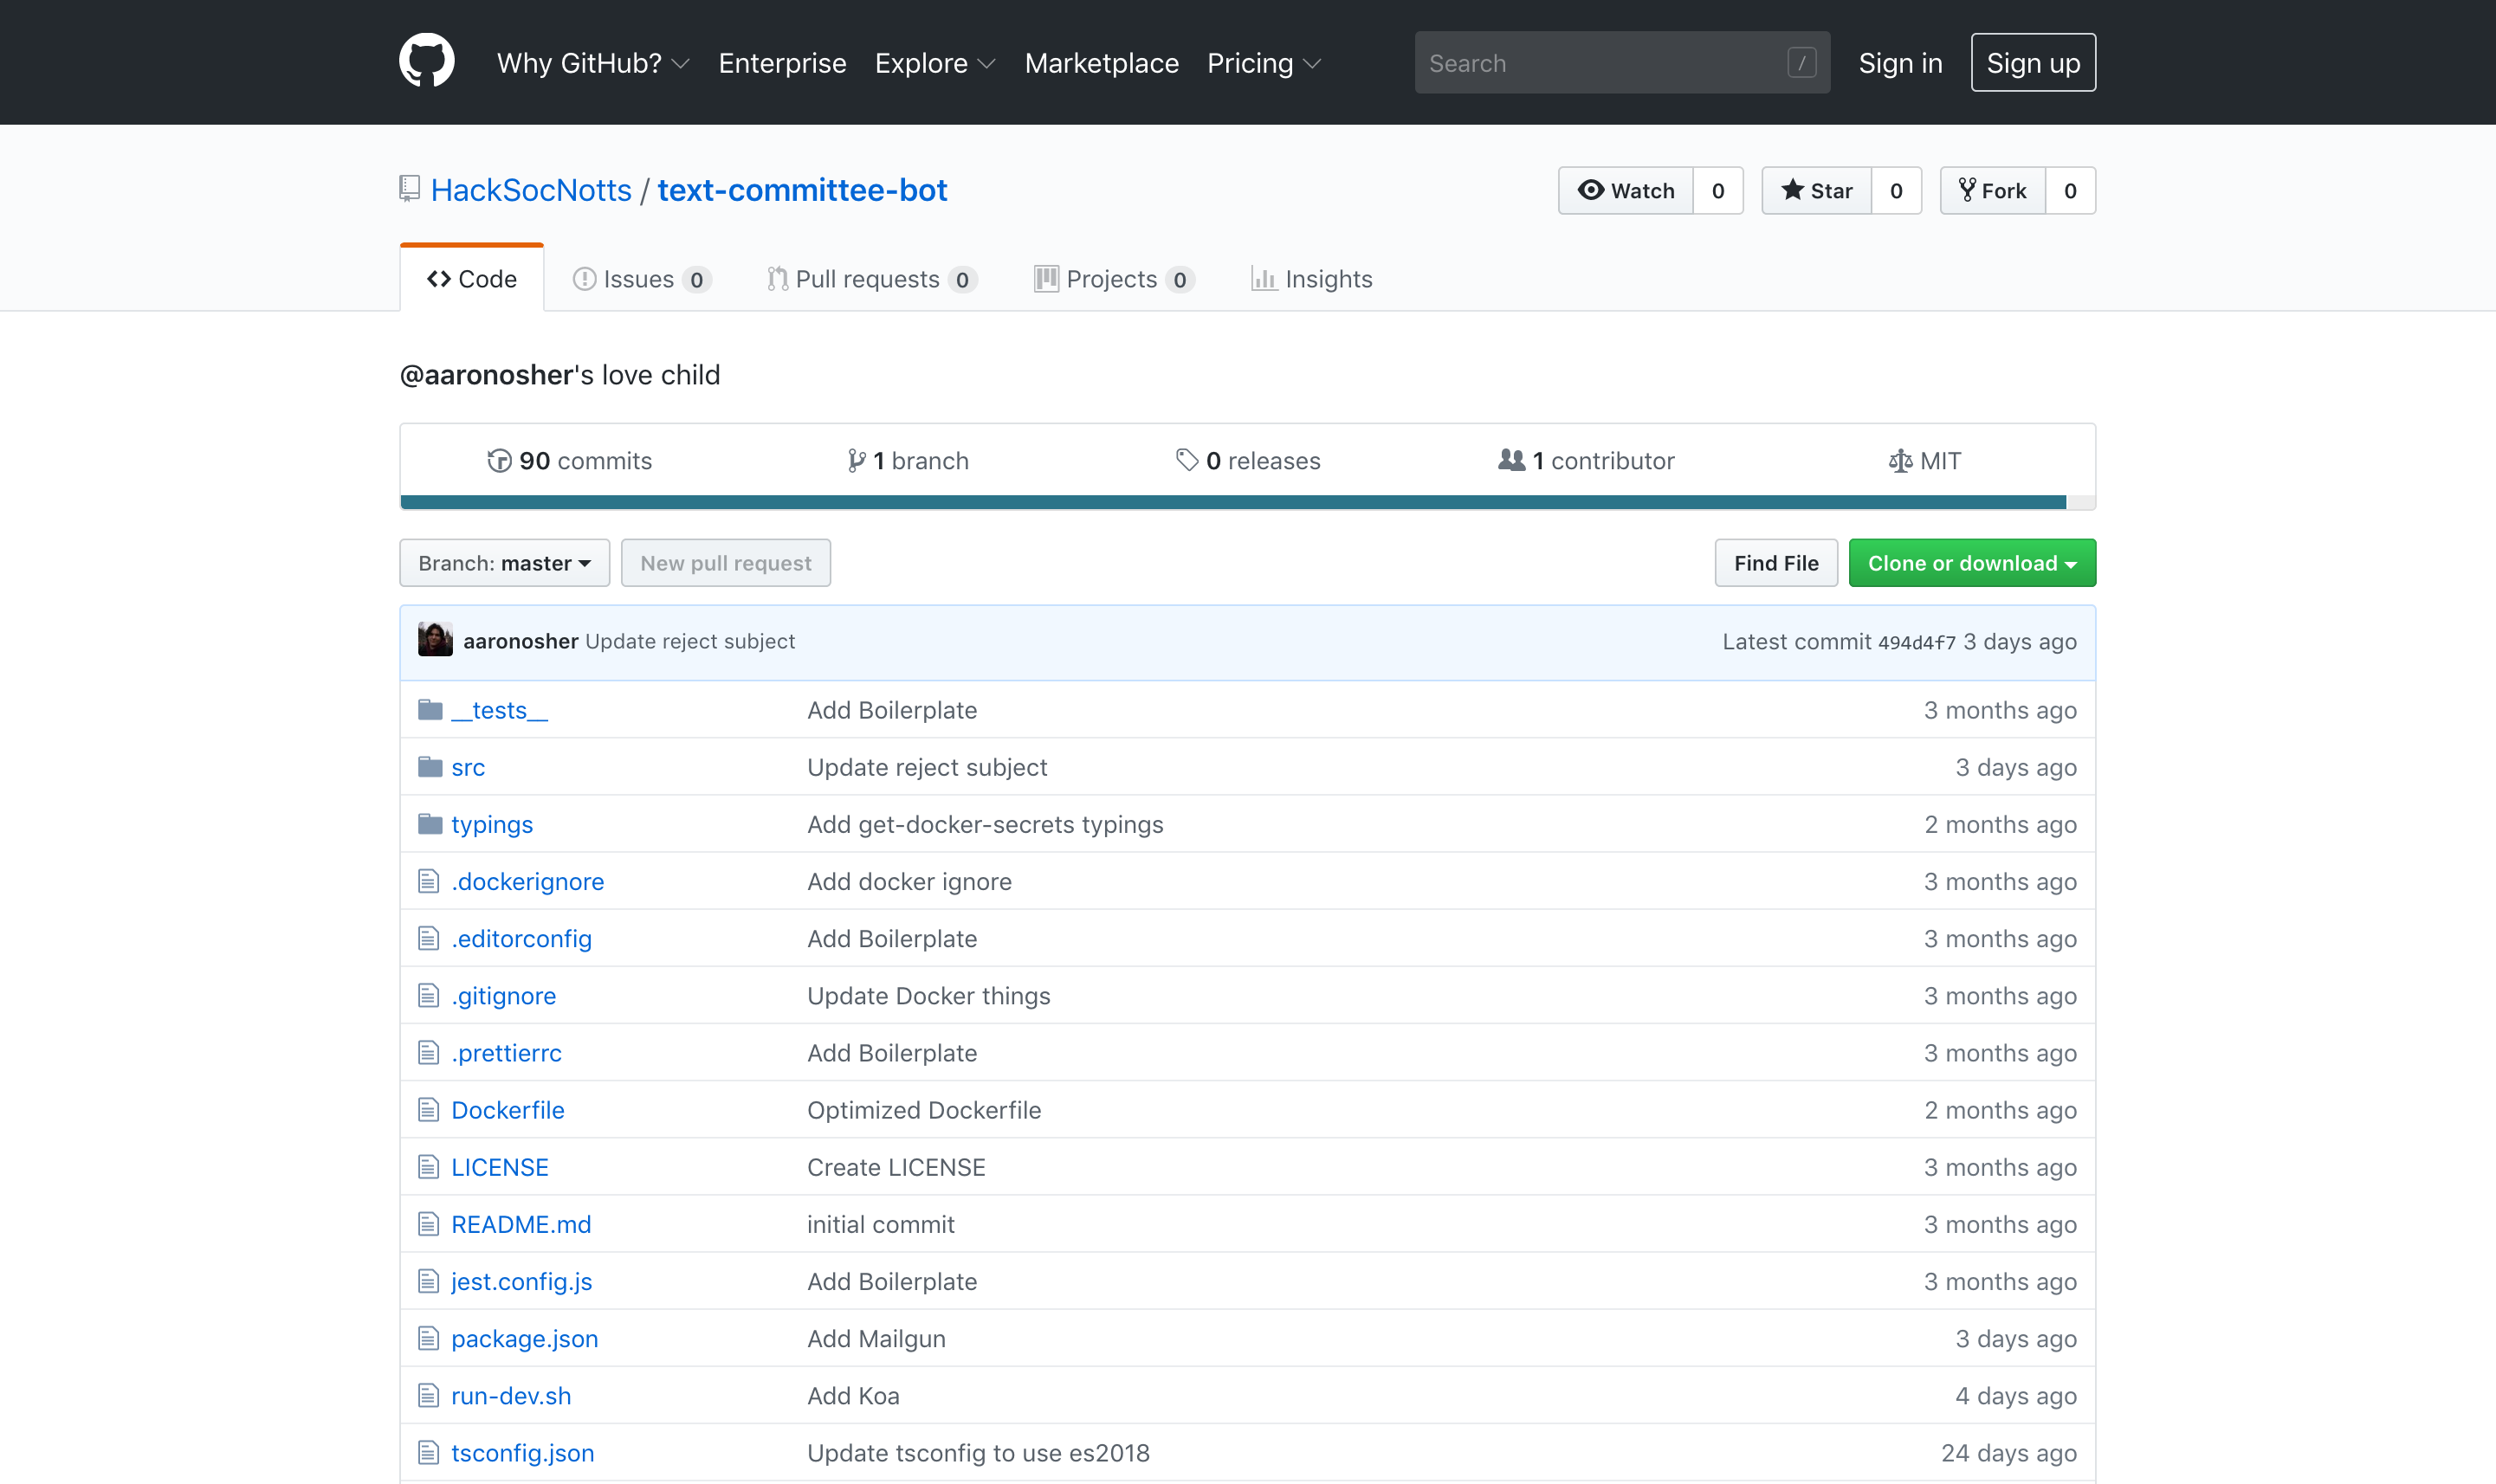 Why GitHub? Enterprise Explore Marketplace Pricing Search / Sign in Sign up
HackSocNotts / text-committee-bot Watch 0 Star 0 Fork 0
Code Issues 0 Pull requests 0 Projects 0 Insights
@aaronosher's love child
90 commits 1 branch 0 releases 1 contributor MIT
Branch: master New pull request Find File Clone or download
aaronosher Update reject subject Latest commit 494d4f7 3 days ago
__tests__ Add Boilerplate 3 months ago
src Update reject subject 3 days ago
typings Add get-docker-secrets typings 2 months ago
.dockerignore Add docker ignore 3 months ago
.editorconfig Add Boilerplate 3 months ago
.gitignore Update Docker things 3 months ago
.prettierrc Add Boilerplate 3 months ago
Dockerfile Optimized Dockerfile 2 months ago
LICENSE Create LICENSE 3 months ago
README.md initial commit 3 months ago
jest.config.js Add Boilerplate 3 months ago
package.json Add Mailgun 3 days ago
run-dev.sh Add Koa 4 days ago
tsconfig.json Update tsconfig to use es2018 24 days ago